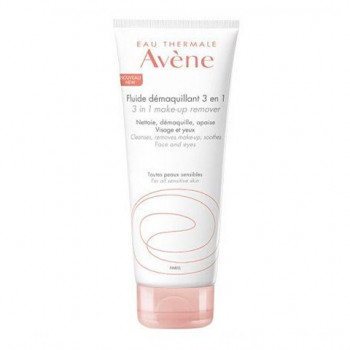 EAU THERMALE
Avène
NOUVEAU
NEW
Fluide démaquillant 3 en 1
3 in 1 make-up remover
Nettoie, démaquille, apaise
Visage et yeux
Cleanses, removes make-up, soothes
Face and eyes
Toutes peaux sensibles
For all sensitive skin
PARIS